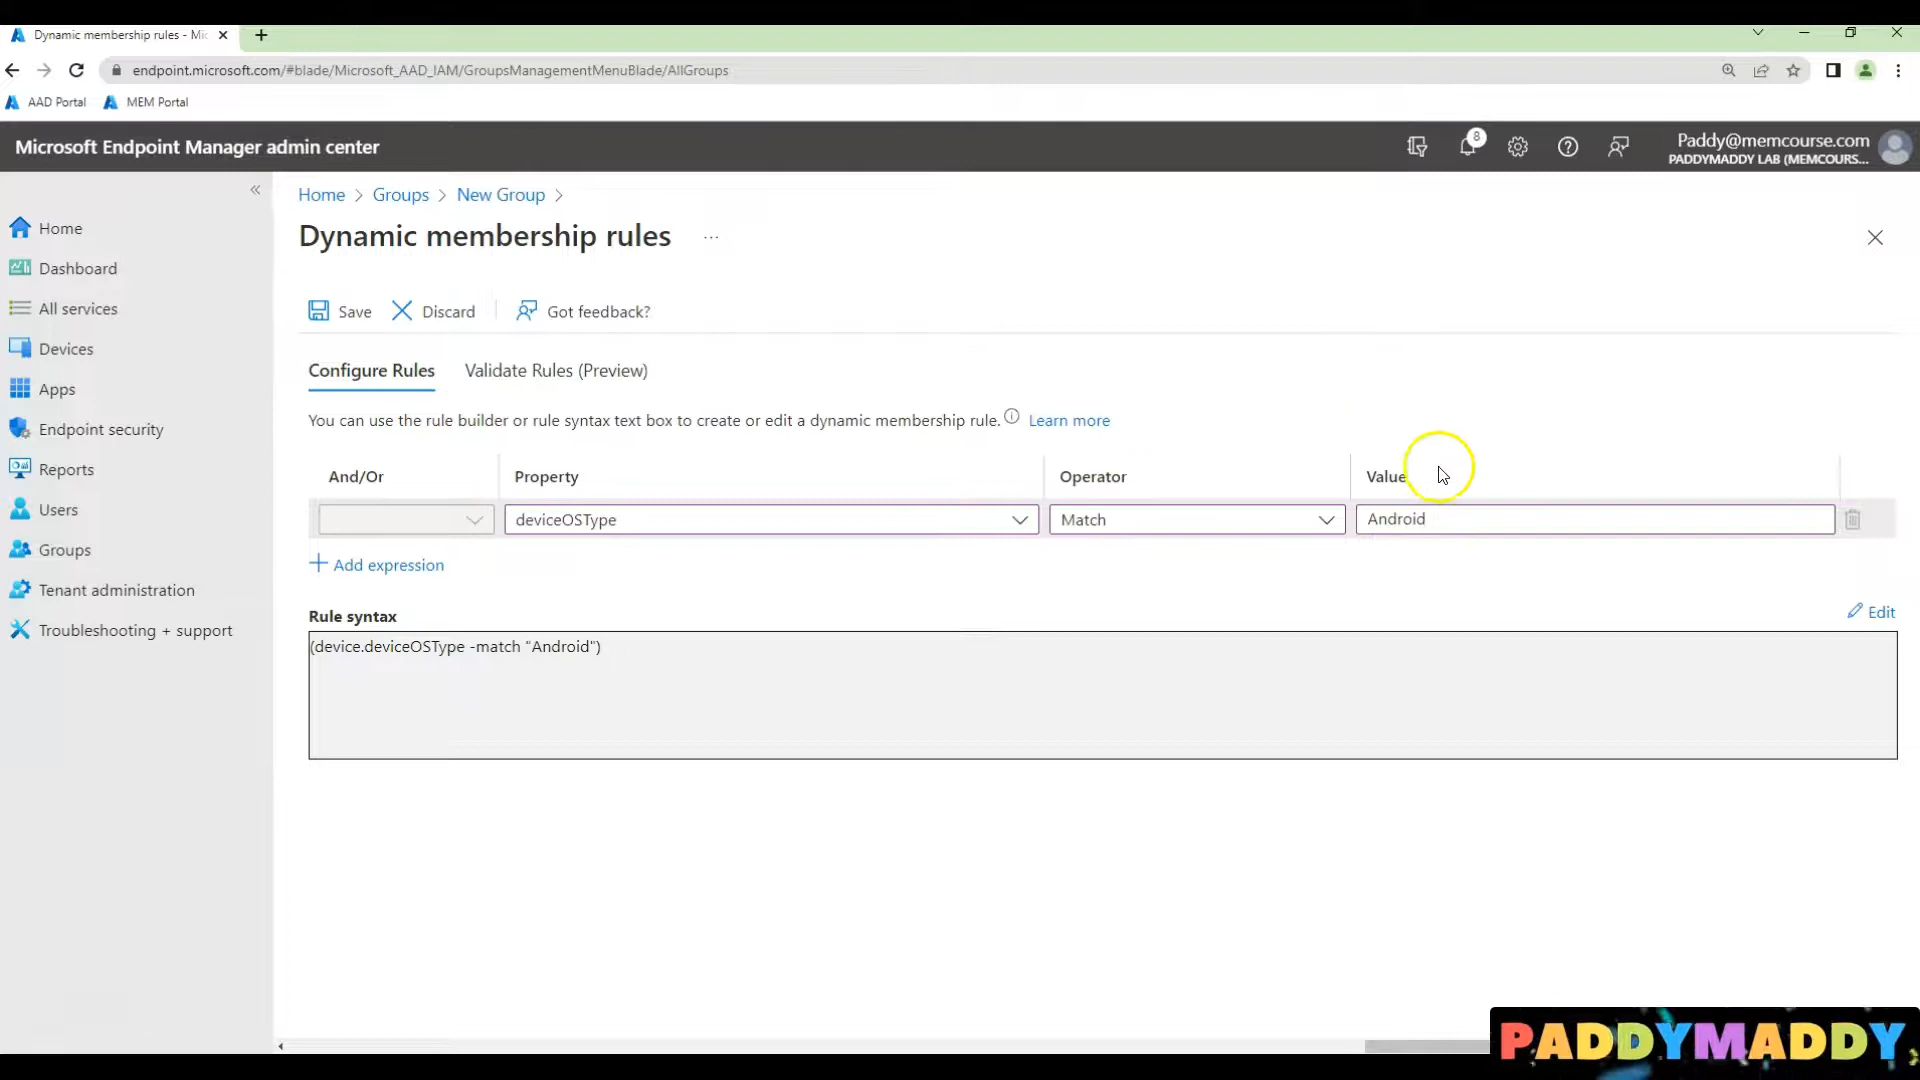 Dynamic membership rules - Mic
endpoint.microsoft.com/#blade/Microsoft_AAD_IAM/GroupsManagementMenuBlade/AllGroups
AAD Portal
MEM Portal
Microsoft Endpoint Manager admin center
8
Paddy@memcourse.com
PADDYMADDY LAB (MEMCOURS...
Home
Dashboard
All services
Devices
Apps
Endpoint security
Reports
Users
Groups
Tenant administration
Troubleshooting + support
Home > Groups > New Group >
Dynamic membership rules ...
Save
Discard
Got feedback?
Configure Rules
Validate Rules (Preview)
You can use the rule builder or rule syntax text box to create or edit a dynamic membership rule. Learn more
And/Or
Property
Operator
Value
deviceOSType
Match
Android
+ Add expression
Rule syntax
Edit
(device.deviceOSType -match "Android")
PADDYMADDY